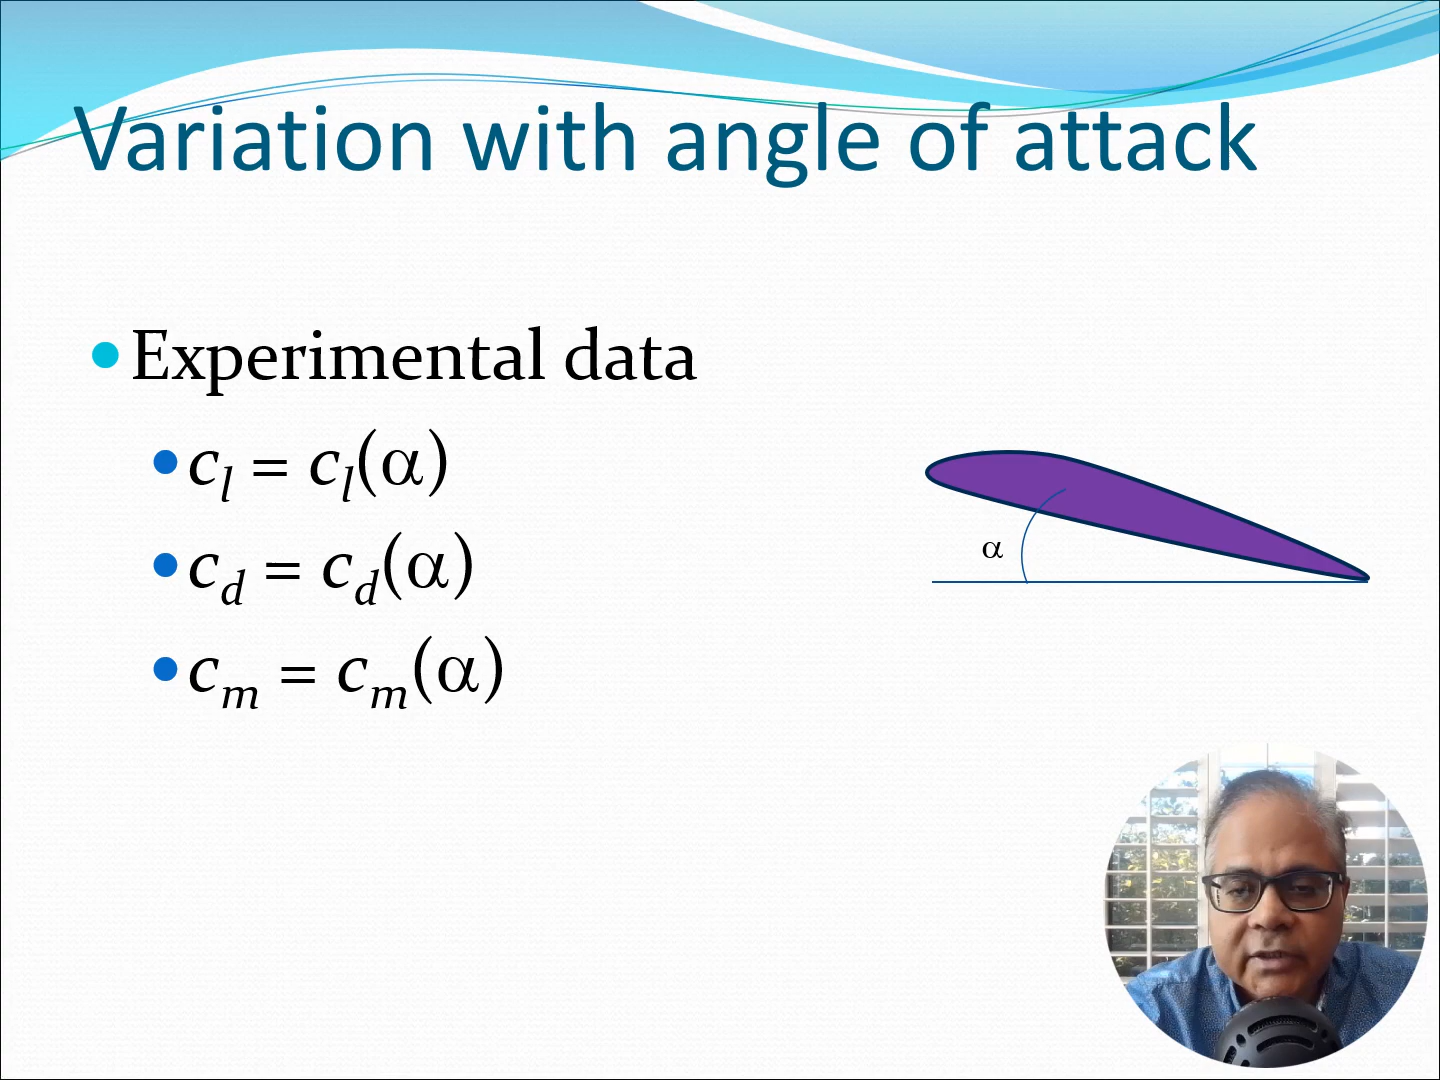 Variation with angle of attack
Experimental data
c_l = c_l(α)
c_d = c_d(α)
c_m = c_m(α)
α